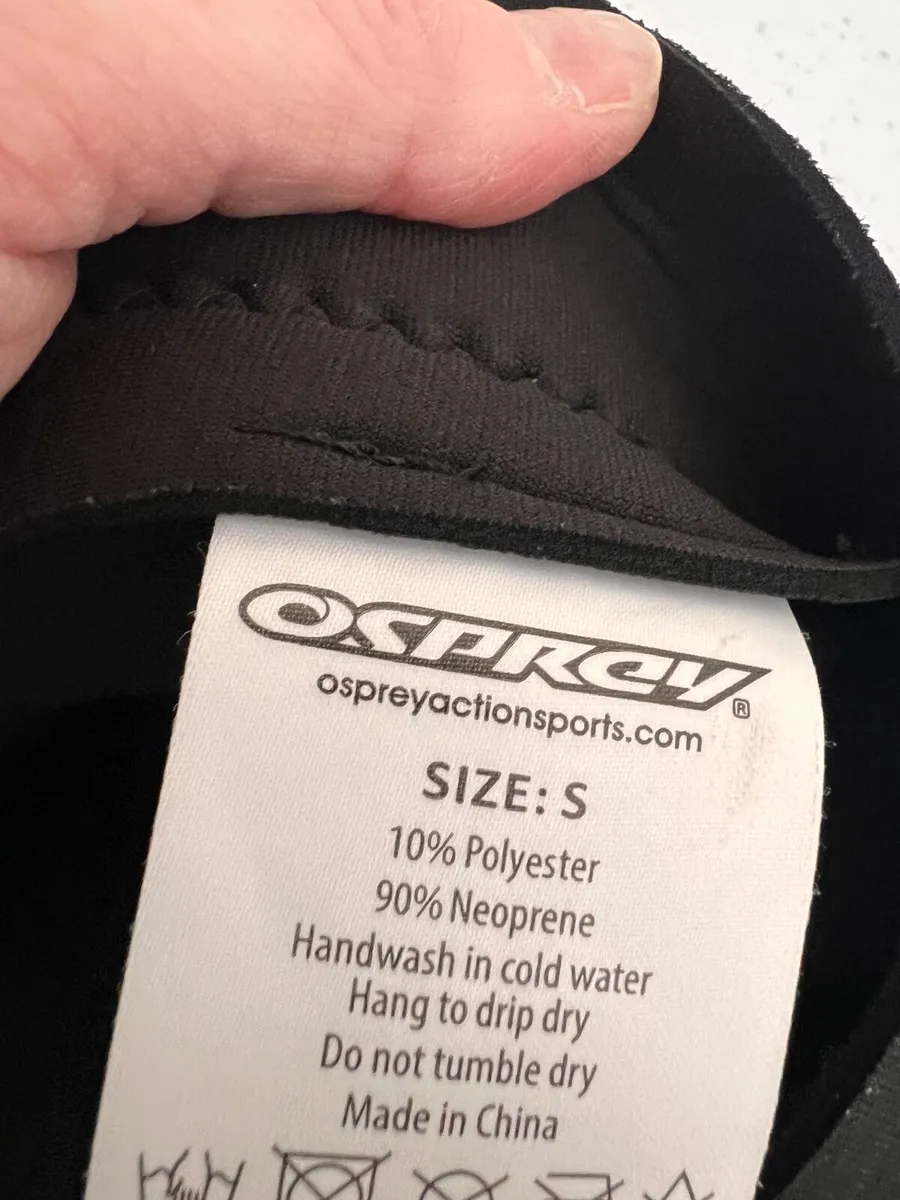 OSPREY
®
ospreyactionsports.com
SIZE: S
10% Polyester
90% Neoprene
Handwash in cold water
Hang to drip dry
Do not tumble dry
Made in China